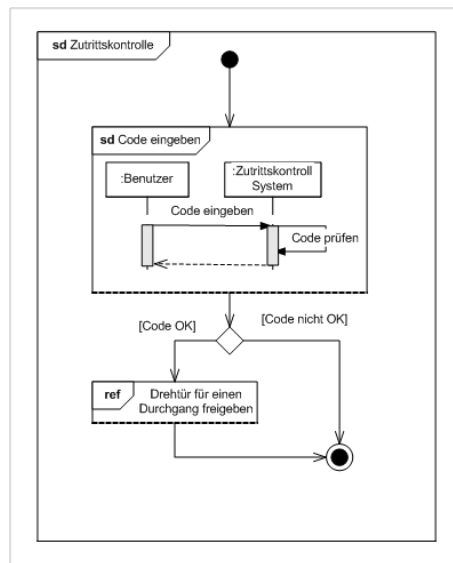 sd Zutrittskontrolle
sd Code eingeben
:Benutzer
:Zutrittskontroll
System
Code eingeben
Code prüfen
[Code OK]
[Code nicht OK]
ref
Drehtür für einen
Durchgang freigeben